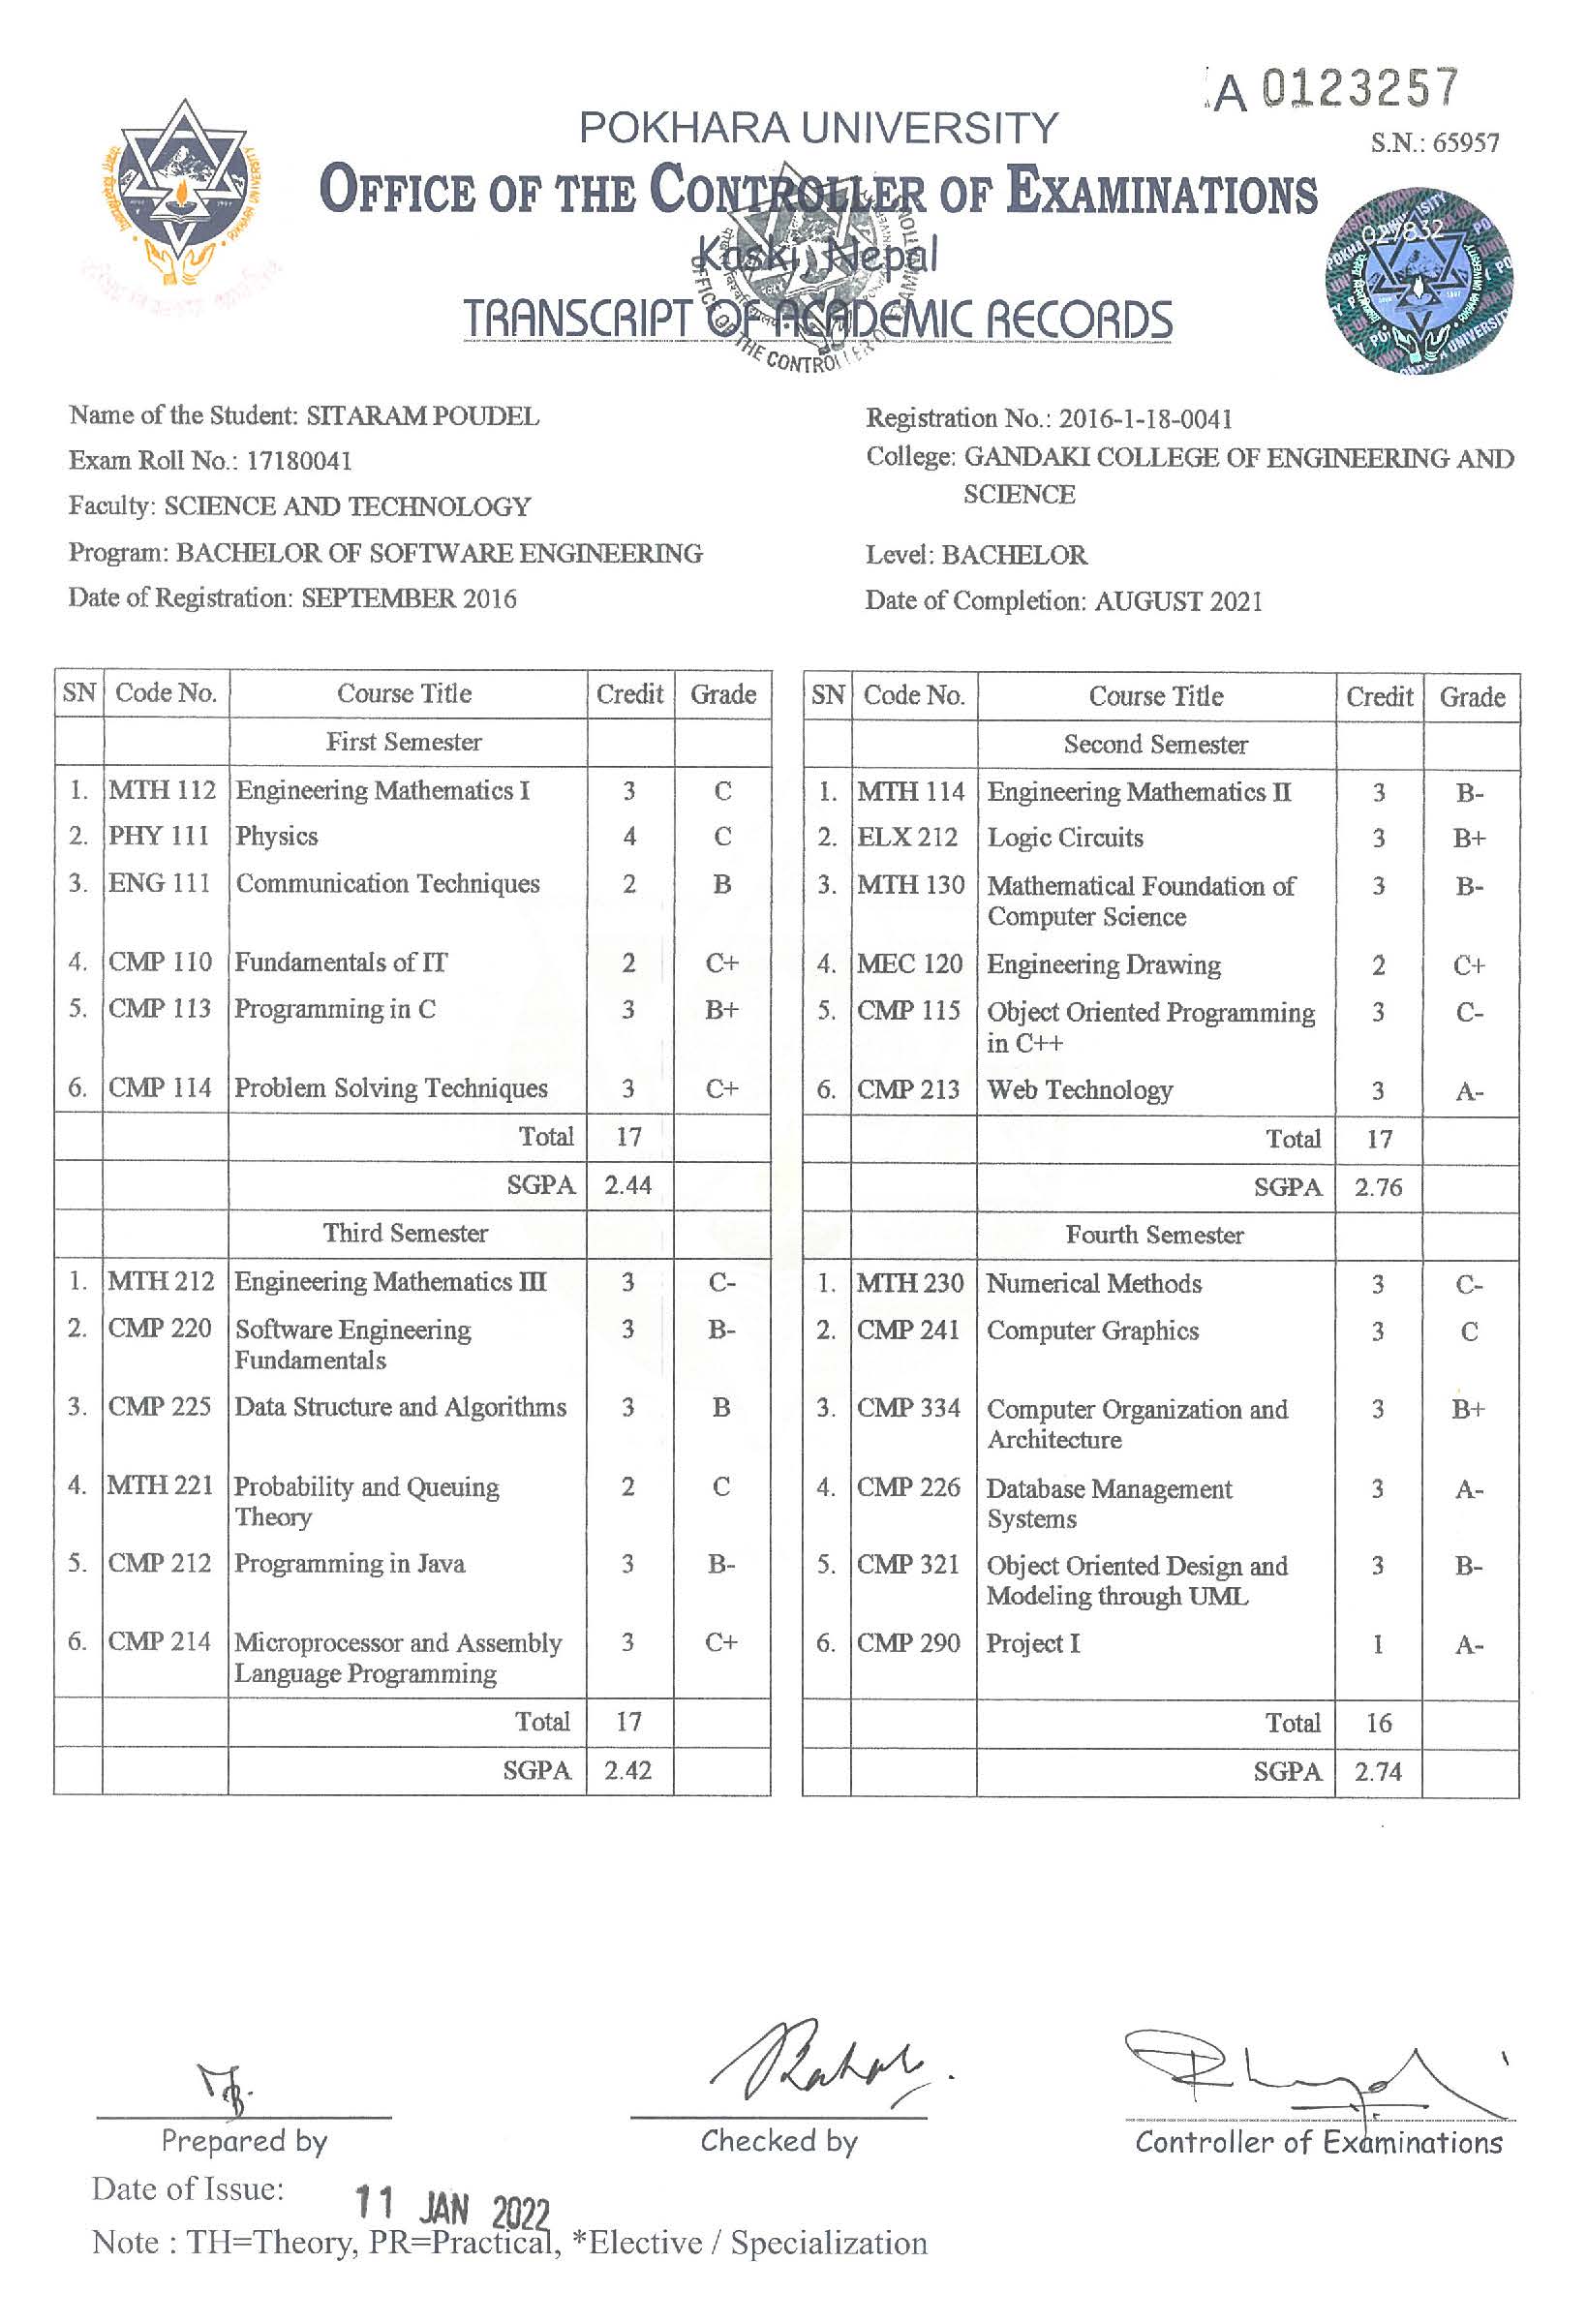 A 0123257
S.N.: 65957
POKHARA UNIVERSITY
OFFICE OF THE CONTROLLER OF EXAMINATIONS
Kaski, Nepal
TRANSCRIPT OF ACADEMIC RECORDS
POKHARA UNIVERSITY
OFFICE OF THE CONTROLLER OF EXAMINATIONS
027832
POKHARA UNIVERSITY
Name of the Student: SITARAM POUDEL
Registration No.: 2016-1-18-0041
Exam Roll No.: 17180041
College: GANDAKI COLLEGE OF ENGINEERING AND
SCIENCE
Faculty: SCIENCE AND TECHNOLOGY
Program: BACHELOR OF SOFTWARE ENGINEERING
Level: BACHELOR
Date of Registration: SEPTEMBER 2016
Date of Completion: AUGUST 2021
SN Code No. Course Title Credit Grade
First Semester
1. MTH 112 Engineering Mathematics I 3 C
2. PHY 111 Physics 4 C
3. ENG 111 Communication Techniques 2 B
4. CMP 110 Fundamentals of IT 2 C+
5. CMP 113 Programming in C 3 B+
6. CMP 114 Problem Solving Techniques 3 C+
Total 17
SGPA 2.44
Third Semester
1. MTH 212 Engineering Mathematics III 3 C-
2. CMP 220 Software Engineering 3 B-
Fundamentals
3. CMP 225 Data Structure and Algorithms 3 B
4. MTH 221 Probability and Queuing 2 C
Theory
5. CMP 212 Programming in Java 3 B-
6. CMP 214 Microprocessor and Assembly 3 C+
Language Programming
Total 17
SGPA 2.42
SN Code No. Course Title Credit Grade
Second Semester
1. MTH 114 Engineering Mathematics II 3 B-
2. ELX 212 Logic Circuits 3 B+
3. MTH 130 Mathematical Foundation of 3 B-
Computer Science
4. MEC 120 Engineering Drawing 2 C+
5. CMP 115 Object Oriented Programming 3 C-
in C++
6. CMP 213 Web Technology 3 A-
Total 17
SGPA 2.76
Fourth Semester
1. MTH 230 Numerical Methods 3 C-
2. CMP 241 Computer Graphics 3 C
3. CMP 334 Computer Organization and 3 B+
Architecture
4. CMP 226 Database Management 3 A-
Systems
5. CMP 321 Object Oriented Design and 3 B-
Modeling through UML
6. CMP 290 Project I 1 A-
Total 16
SGPA 2.74
Prepared by
Checked by
Controller of Examinations
Date of Issue: 11 JAN 2022
Note : TH=Theory, PR=Practical, *Elective / Specialization